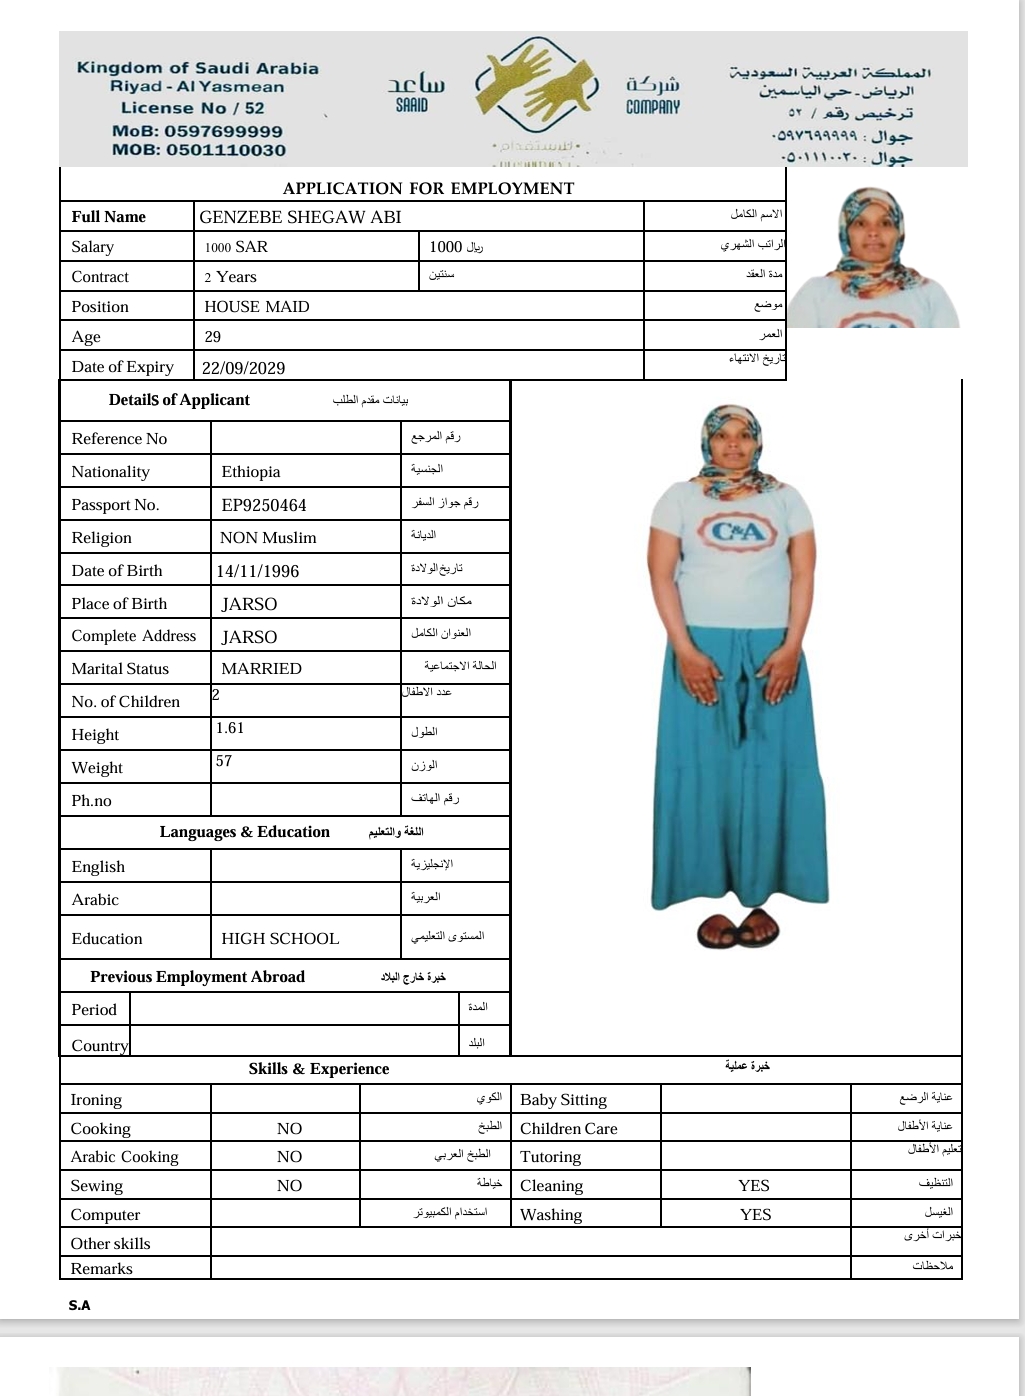 Kingdom of Saudi Arabia
Riyad - Al Yasmean
License No / 52
MoB: 0597699999
MOB: 0501110030
ساعد
SAAID
شركة
COMPANY
للاستقدام
المملكة العربية السعودية
الرياض - حي الياسمين
ترخيص رقم / ٥٢
جوال : ٠٥٩٧٦٩٩٩٩٩
جوال : ٠٥٠١١١٠٠٣٠
APPLICATION FOR EMPLOYMENT
Full Name GENZEBE SHEGAW ABI الاسم الكامل
Salary 1000 SAR 1000 ريال الراتب الشهري
Contract 2 Years سنتين مدة العقد
Position HOUSE MAID موضع
Age 29 العمر
Date of Expiry 22/09/2029 تاريخ الانتهاء
Details of Applicant بيانات مقدم الطلب
Reference No رقم المرجع
Nationality Ethiopia الجنسية
Passport No. EP9250464 رقم جواز السفر
Religion NON Muslim الديانة
Date of Birth 14/11/1996 تاريخ الولادة
Place of Birth JARSO مكان الولادة
Complete Address JARSO العنوان الكامل
Marital Status MARRIED الحالة الاجتماعية
No. of Children 2 عدد الاطفال
Height 1.61 الطول
Weight 57 الوزن
Ph.no رقم الهاتف
C&A
Languages & Education اللغة والتعليم
English الإنجليزية
Arabic العربية
Education HIGH SCHOOL المستوى التعليمي
Previous Employment Abroad خبرة خارج البلاد
Period المدة
Country البلد
Skills & Experience خبرة عملية
Ironing الكوي Baby Sitting عناية الرضع
Cooking NO الطبخ Children Care عناية الأطفال
Arabic Cooking NO الطبخ العربي Tutoring تعليم الأطفال
Sewing NO خياطة Cleaning YES التنظيف
Computer استخدام الكمبيوتر Washing YES الغيسل
Other skills خبرات أخرى
Remarks ملاحظات
S.A